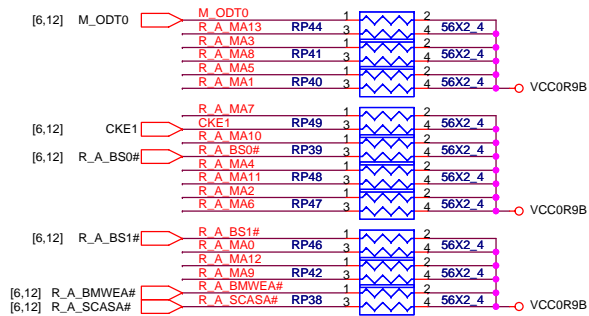 M_ODT0 1 2
[6,12] M_ODT0
R_A_MA13 RP44 3 4 56X2_4
R_A_MA3 1 2
R_A_MA8 RP41 3 4 56X2_4
R_A_MA5 1 2
R_A_MA1 RP40 3 4 56X2_4 VCC0R9B
R_A_MA7 1 2
[6,12] CKE1 CKE1 RP49 3 4 56X2_4
R_A_MA10 1 2
[6,12] R_A_BS0# R_A_BS0# RP39 3 4 56X2_4
R_A_MA4 1 2
R_A_MA11 RP48 3 4 56X2_4
R_A_MA2 1 2
R_A_MA6 RP47 3 4 56X2_4 VCC0R9B
[6,12] R_A_BS1# R_A_BS1# 1 2
R_A_MA0 RP46 3 4 56X2_4
R_A_MA12 1 2
R_A_MA9 RP42 3 4 56X2_4
[6,12] R_A_BMWEA# R_A_BMWEA# 1 2
[6,12] R_A_SCASA# R_A_SCASA# RP38 3 4 56X2_4 VCC0R9B